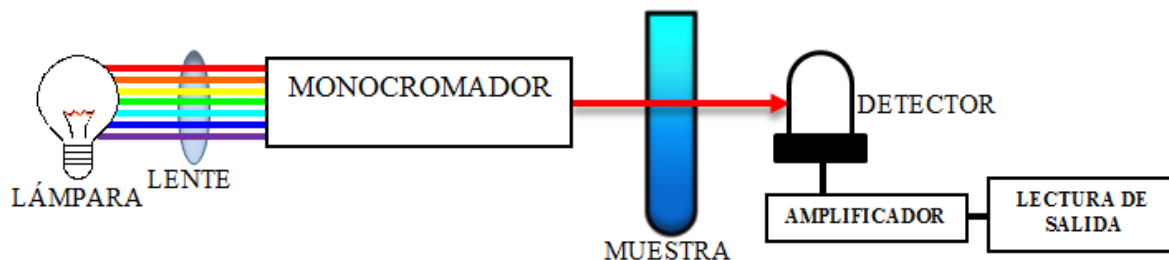 LÁMPARA
LENTE
MONOCROMADOR
MUESTRA
DETECTOR
AMPLIFICADOR
LECTURA DE
SALIDA